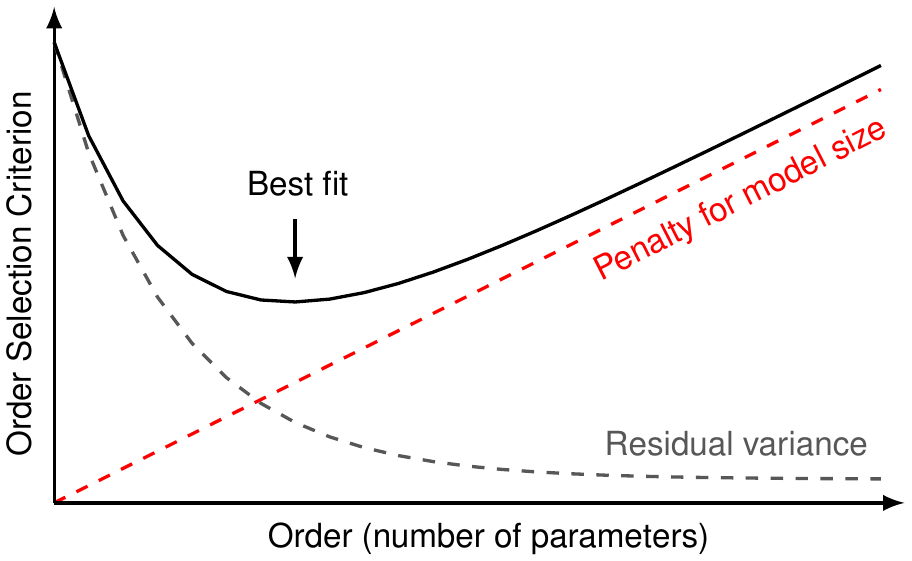 Order Selection Criterion
Best fit
Penalty for model size
Residual variance
Order (number of parameters)